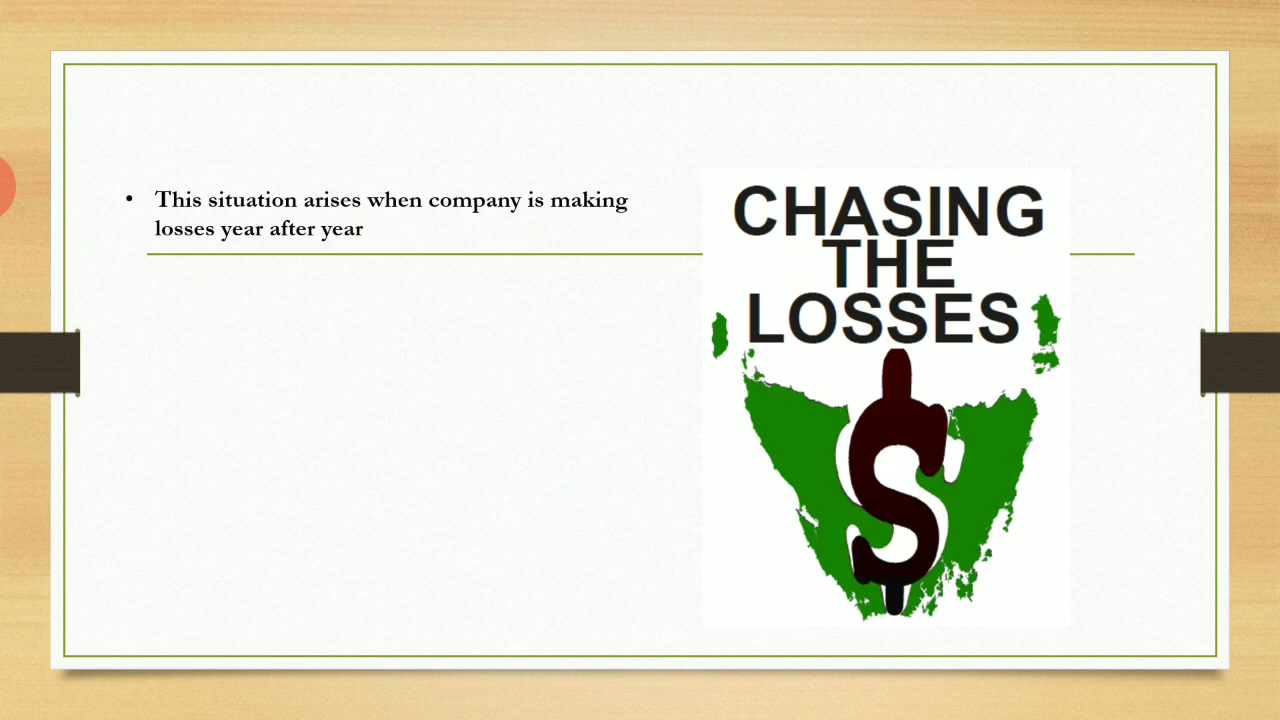 • This situation arises when company is making
losses year after year
CHASING
THE
LOSSES
$